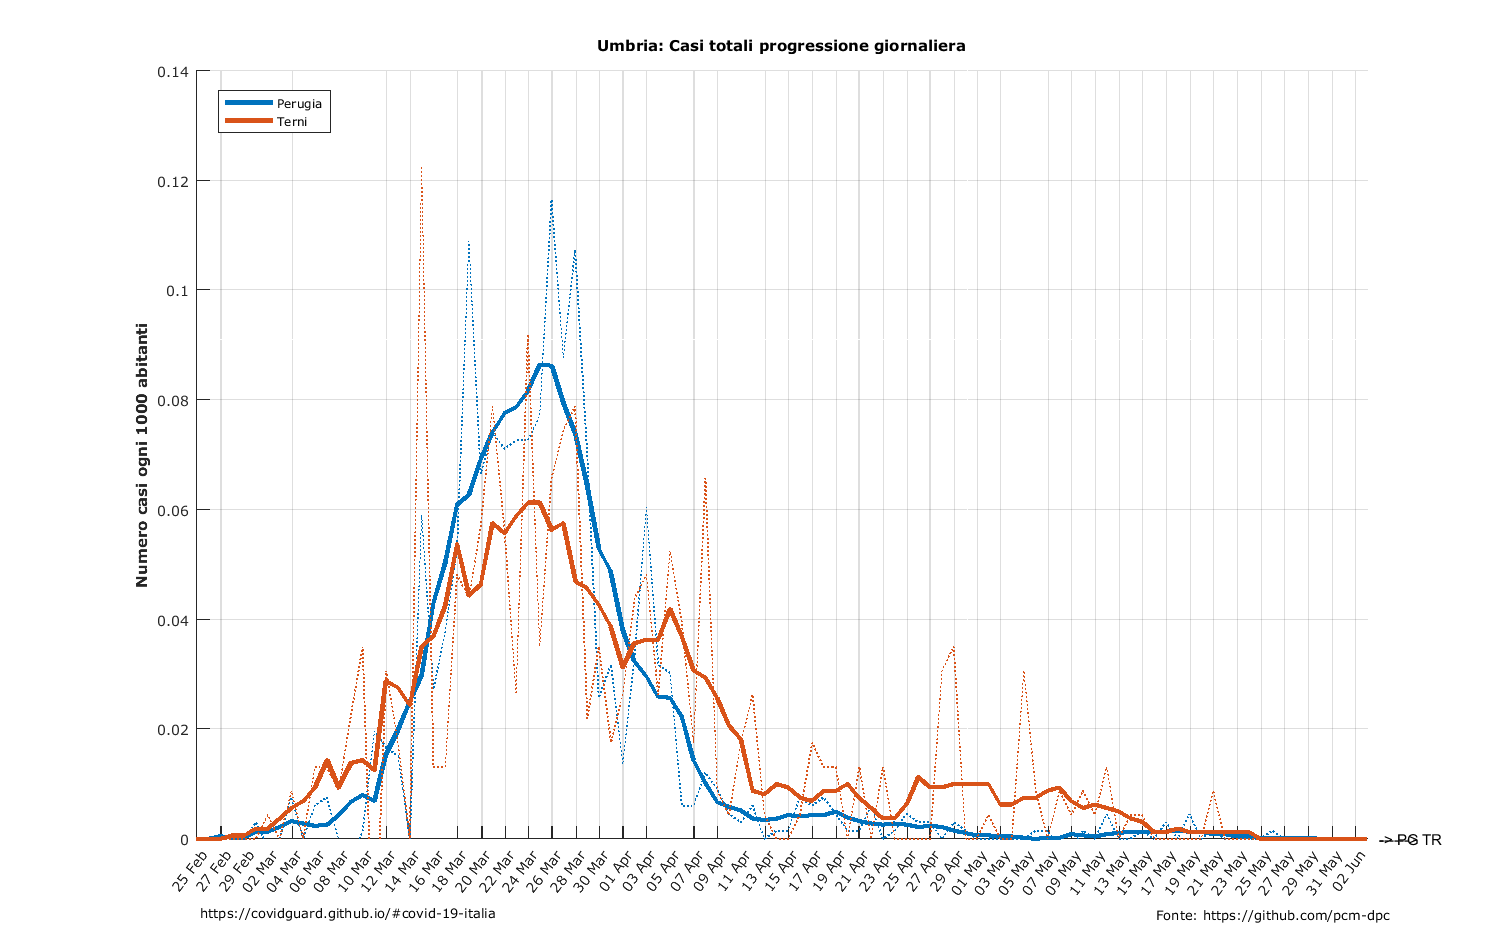 Umbria: Casi totali progressione giornaliera
Numero casi ogni 1000 abitanti
0.14
0.12
0.1
0.08
0.06
0.04
0.02
0
Perugia
Terni
25 Feb
27 Feb
29 Feb
02 Mar
04 Mar
06 Mar
08 Mar
10 Mar
12 Mar
14 Mar
16 Mar
18 Mar
20 Mar
22 Mar
24 Mar
26 Mar
28 Mar
30 Mar
01 Apr
03 Apr
05 Apr
07 Apr
09 Apr
11 Apr
13 Apr
15 Apr
17 Apr
19 Apr
21 Apr
23 Apr
25 Apr
27 Apr
29 Apr
01 May
03 May
05 May
07 May
09 May
11 May
13 May
15 May
17 May
19 May
21 May
23 May
25 May
27 May
29 May
31 May
02 Jun
-> PG TR
https://covidguard.github.io/#covid-19-italia
Fonte: https://github.com/pcm-dpc